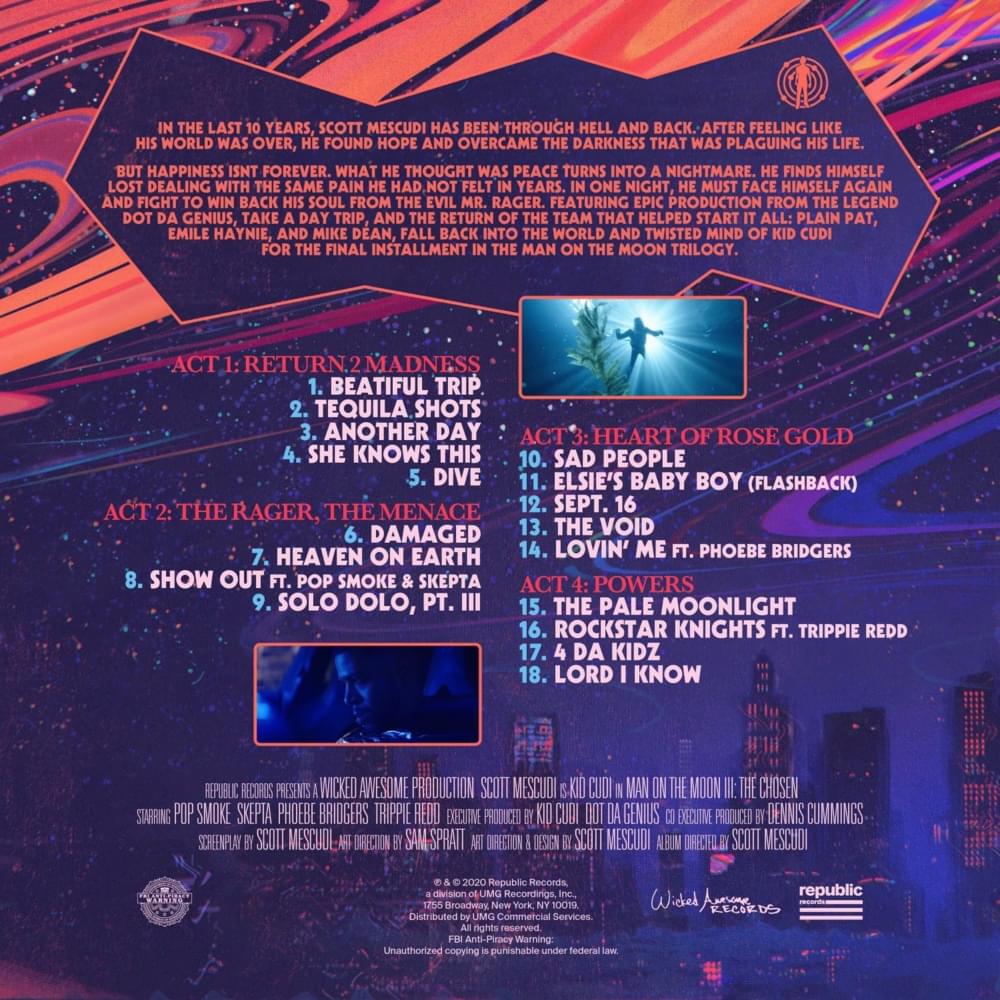 IN THE LAST 10 YEARS, SCOTT MESCUDI HAS BEEN THROUGH HELL AND BACK. AFTER FEELING LIKE
HIS WORLD WAS OVER, HE FOUND HOPE AND OVERCAME THE DARKNESS THAT WAS PLAGUING HIS LIFE.
BUT HAPPINESS ISNT FOREVER. WHAT HE THOUGHT WAS PEACE TURNS INTO A NIGHTMARE. HE FINDS HIMSELF
LOST DEALING WITH THE SAME PAIN HE HAD NOT FELT IN YEARS. IN ONE NIGHT, HE MUST FACE HIMSELF AGAIN
AND FIGHT TO WIN BACK HIS SOUL FROM THE EVIL MR. RAGER. FEATURING EPIC PRODUCTION FROM THE LEGEND
DOT DA GENIUS, TAKE A DAY TRIP, AND THE RETURN OF THE TEAM THAT HELPED START IT ALL: PLAIN PAT,
EMILE HAYNIE, AND MIKE DEAN, FALL BACK INTO THE WORLD AND TWISTED MIND OF KID CUDI
FOR THE FINAL INSTALLMENT IN THE MAN ON THE MOON TRILOGY.
ACT 1: RETURN 2 MADNESS
1. BEATIFUL TRIP
2. TEQUILA SHOTS
3. ANOTHER DAY
4. SHE KNOWS THIS
5. DIVE
ACT 2: THE RAGER, THE MENACE
6. DAMAGED
7. HEAVEN ON EARTH
8. SHOW OUT FT. POP SMOKE & SKEPTA
9. SOLO DOLO, PT. III
ACT 3: HEART OF ROSE GOLD
10. SAD PEOPLE
11. ELSIE'S BABY BOY (FLASHBACK)
12. SEPT. 16
13. THE VOID
14. LOVIN' ME FT. PHOEBE BRIDGERS
ACT 4: POWERS
15. THE PALE MOONLIGHT
16. ROCKSTAR KNIGHTS FT. TRIPPIE REDD
17. 4 DA KIDZ
18. LORD I KNOW
REPUBLIC RECORDS PRESENTS A WICKED AWESOME PRODUCTION SCOTT MESCUDI IS KID CUDI IN MAN ON THE MOON III: THE CHOSEN
STARRING POP SMOKE SKEPTA PHOEBE BRIDGERS TRIPPIE REDD EXECUTIVE PRODUCED BY KID CUDI DOT DA GENIUS CO EXECUTIVE PRODUCED BY DENNIS CUMMINGS
SCREENPLAY BY SCOTT MESCUDI ART DIRECTION BY SAM SPRATT ART DIRECTION & DESIGN BY SCOTT MESCUDI ALBUM DIRECTED BY SCOTT MESCUDI
FBI ANTI-PIRACY
WARNING
℗ & © 2020 Republic Records,
a division of UMG Recordings, Inc.,
1755 Broadway, New York, NY 10019.
Distributed by UMG Commercial Services.
All rights reserved.
FBI Anti-Piracy Warning:
Unauthorized copying is punishable under federal law.
Wicked Awesome
RECORDS
republic
records